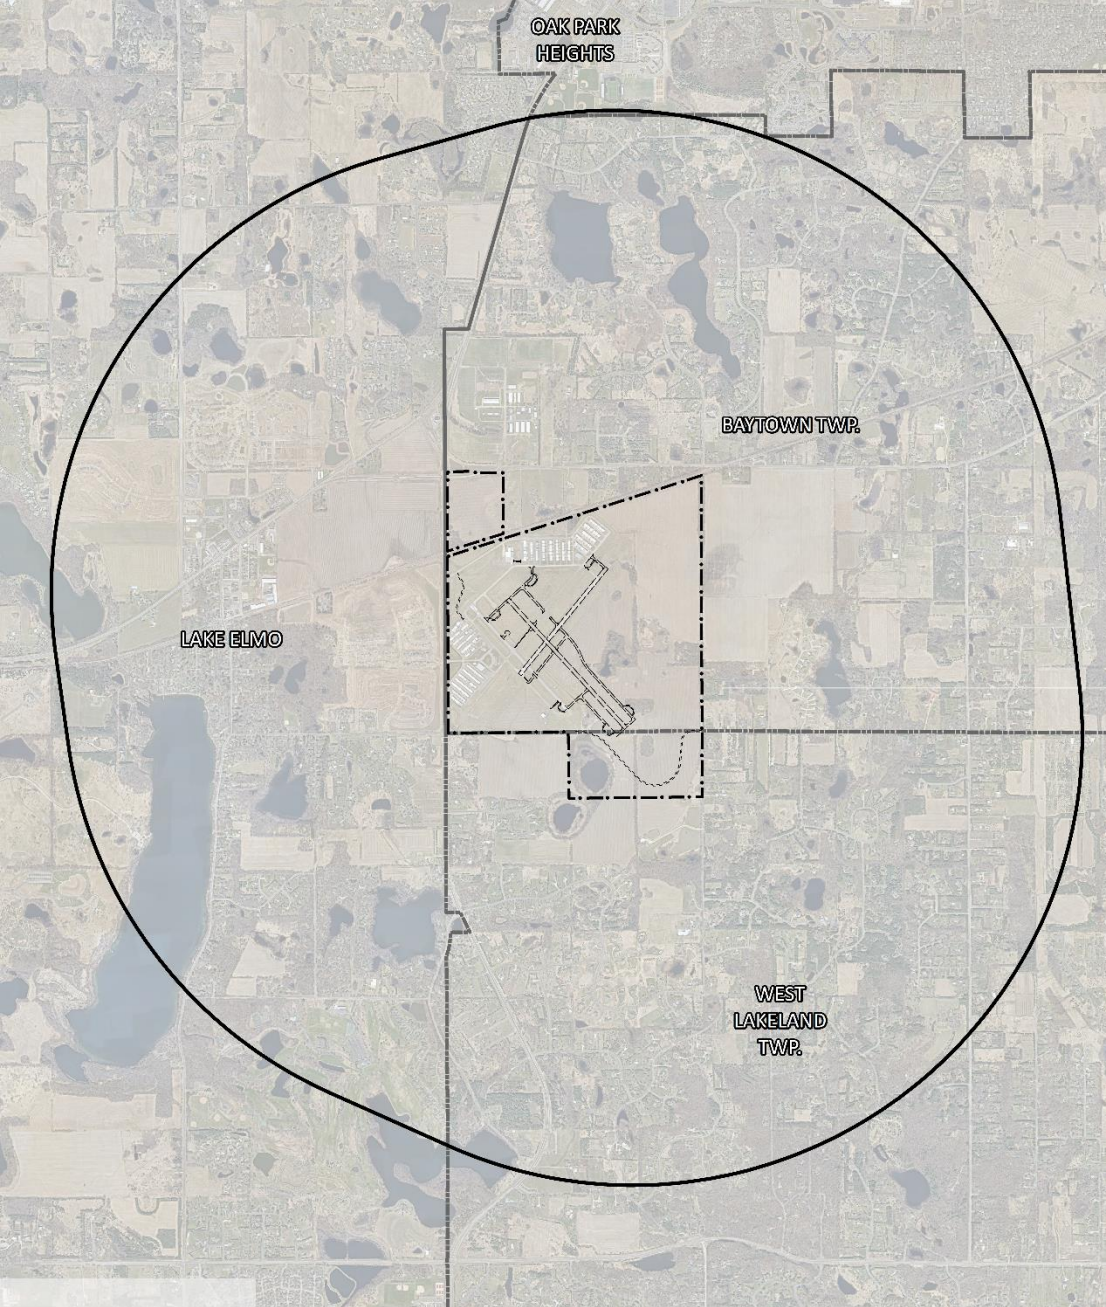 OAK PARK
HEIGHTS
BAYTOWN TWP.
LAKE ELMO
WEST
LAKELAND
TWP.